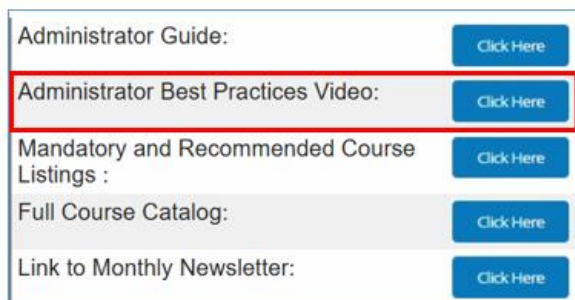 Administrator Guide:
Click Here
Administrator Best Practices Video:
Click Here
Mandatory and Recommended Course
Listings :
Click Here
Full Course Catalog:
Click Here
Link to Monthly Newsletter:
Click Here